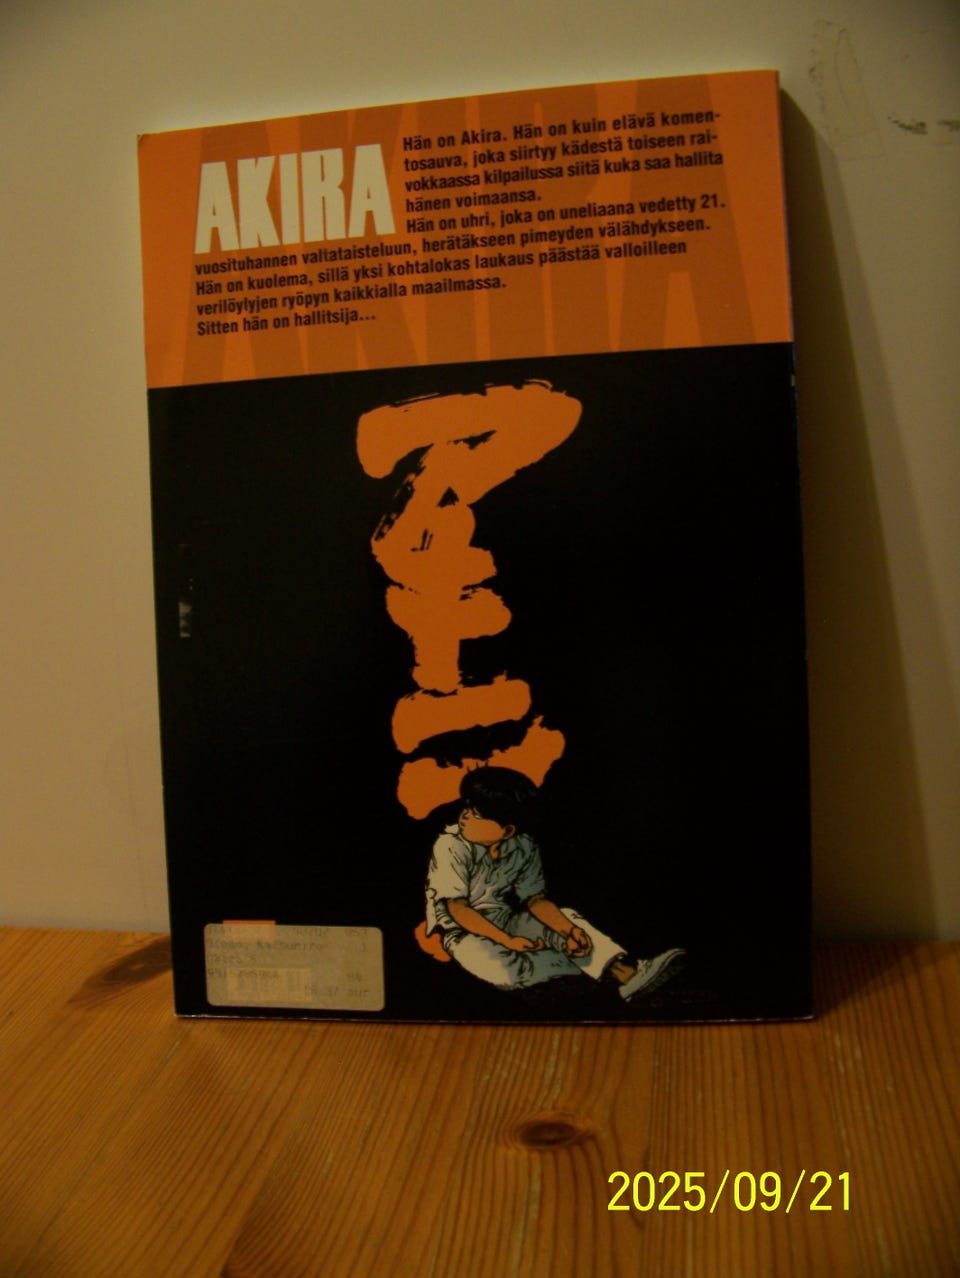 AKIRA
AKIRA
Hän on Akira. Hän on kuin elävä komen-
tosauva, joka siirtyy kädestä toiseen rai-
vokkaassa kilpailussa siitä kuka saa hallita
hänen voimaansa.
Hän on uhri, joka on uneliaana vedetty 21.
vuosituhannen valtataisteluun, herätäkseen pimeyden välähdykseen.
Hän on kuolema, sillä yksi kohtalokas laukaus päästää valloilleen
verilöylyjen ryöpyn kaikkialla maailmassa.
Sitten hän on hallitsija...
アキラ
2025/09/21